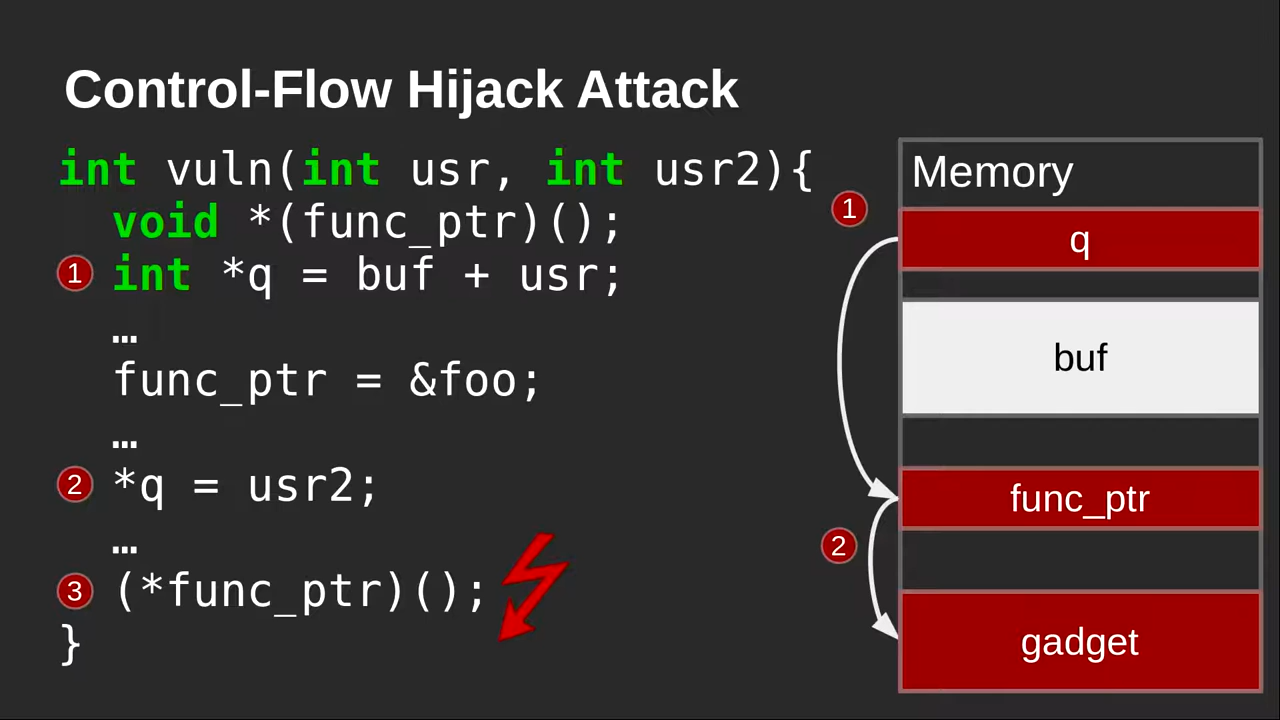 Control-Flow Hijack Attack
int vuln(int usr, int usr2){
void *(func_ptr)();
1 int *q = buf + usr;
…
func_ptr = &foo;
…
2 *q = usr2;
…
3 (*func_ptr)();
}
Memory
1
q
buf
func_ptr
2
gadget